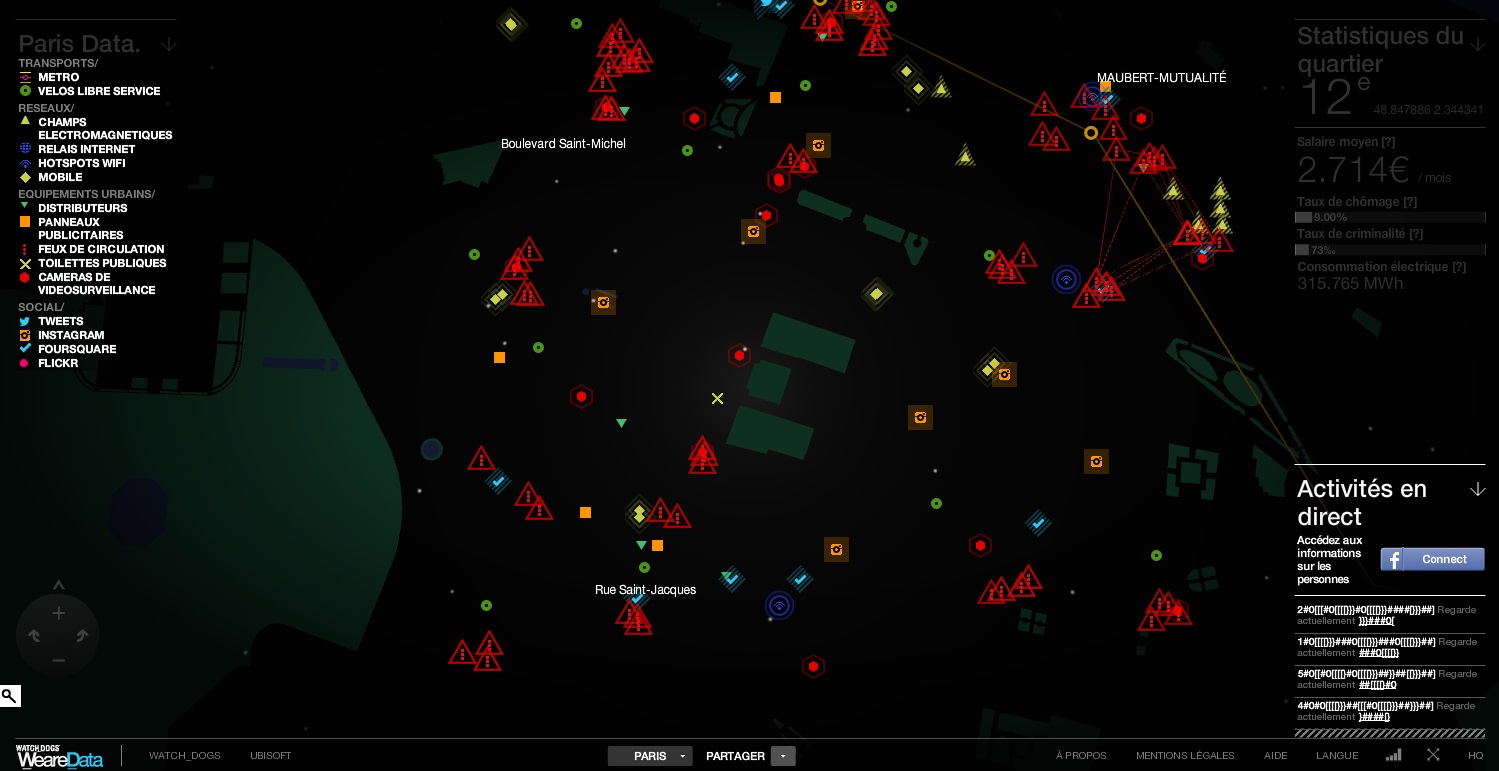 Paris Data.
TRANSPORTS/
METRO
VELOS LIBRE SERVICE
RESEAUX/
CHAMPS
ELECTROMAGNETIQUES
RELAIS INTERNET
HOTSPOTS WIFI
MOBILE
EQUIPEMENTS URBAINS/
DISTRIBUTEURS
PANNEAUX
PUBLICITAIRES
FEUX DE CIRCULATION
TOILETTES PUBLIQUES
CAMERAS DE
VIDEOSURVEILLANCE
SOCIAL/
TWEETS
INSTAGRAM
FOURSQUARE
FLICKR
Boulevard Saint-Michel
MAUBERT-MUTUALITÉ
Rue Saint-Jacques
Statistiques du
quartier
12e
48.847886 2.344341
Salaire moyen [?]
2.714€ / mois
Taux de chômage [?]
9.00%
Taux de criminalité [?]
73‰
Consommation électrique [?]
315.765 MWh
Activités en
direct
Accédez aux
informations
sur les
personnes
f Connect
Regarde
actuellement
Regarde
actuellement
Regarde
actuellement
Regarde
actuellement
WATCH_DOGS
WeareData
WATCH_DOGS
UBISOFT
PARIS
PARTAGER
À PROPOS
MENTIONS LÉGALES
AIDE
LANGUE
HQ